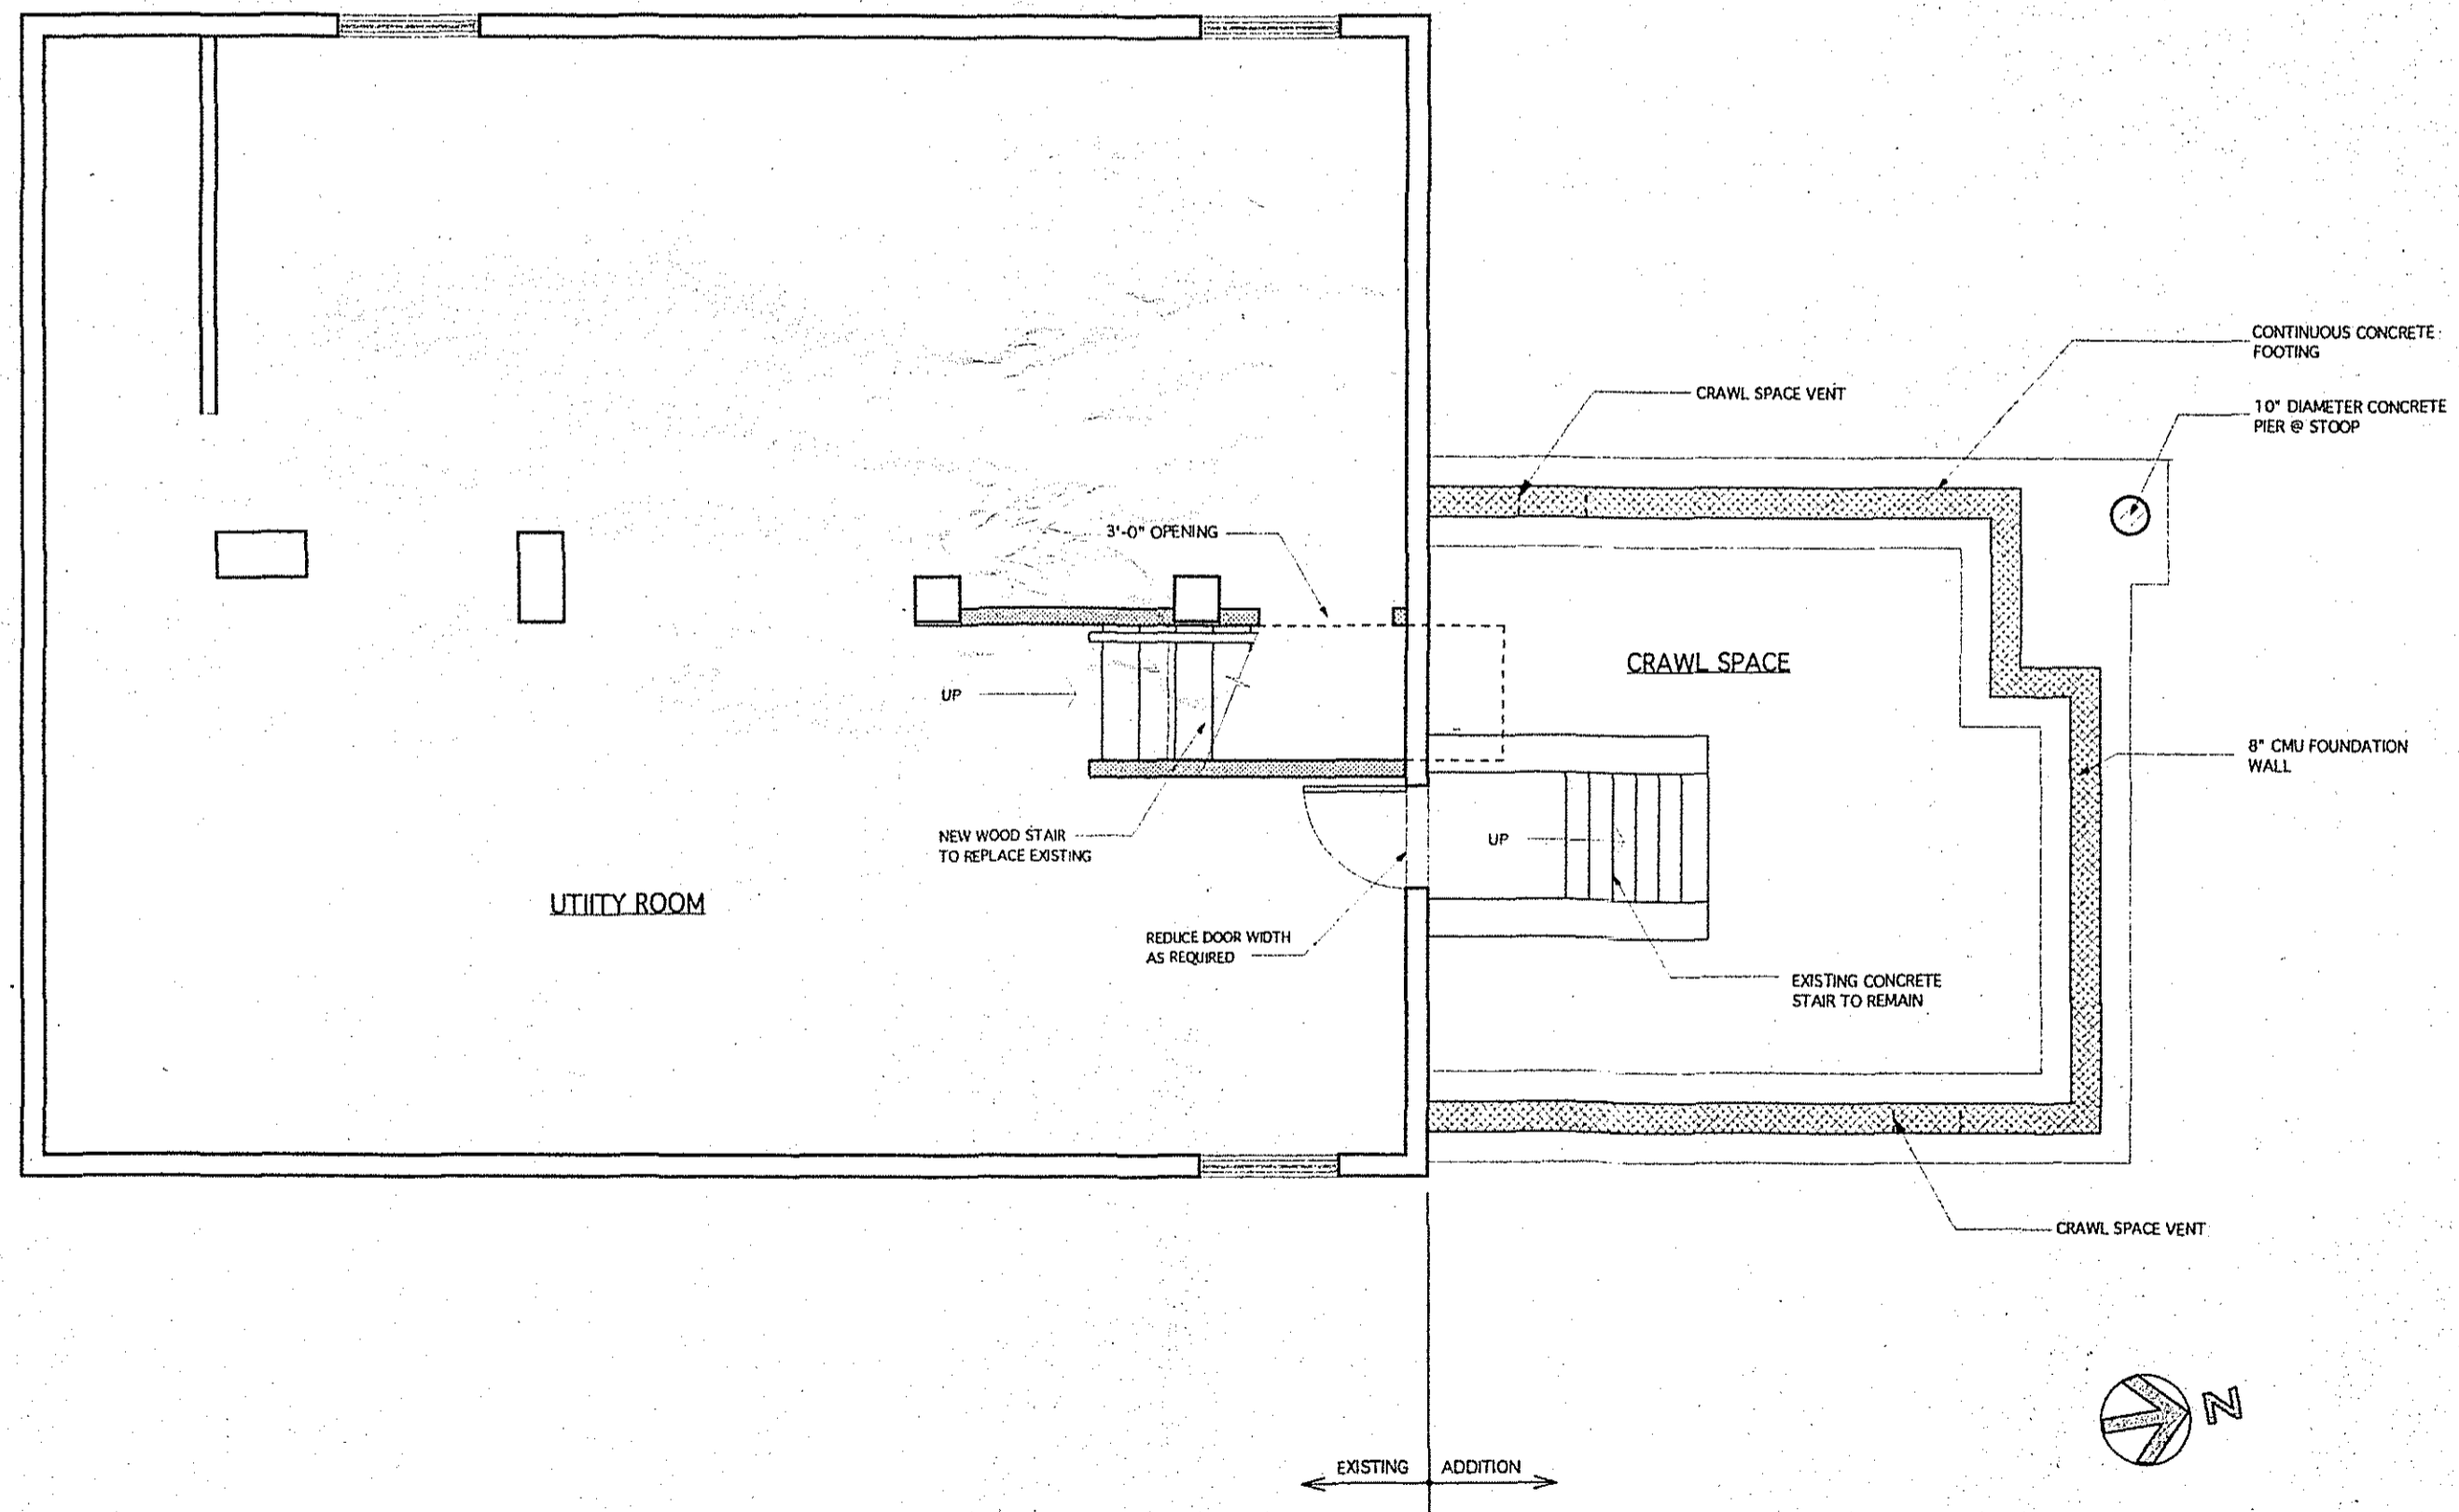 CONTINUOUS CONCRETE
FOOTING
CRAWL SPACE VENT
10" DIAMETER CONCRETE
PIER @ STOOP
3'-0" OPENING
CRAWL SPACE
UP
8" CMU FOUNDATION
WALL
NEW WOOD STAIR
TO REPLACE EXISTING
UP
UTIITY ROOM
REDUCE DOOR WIDTH
AS REQUIRED
EXISTING CONCRETE
STAIR TO REMAIN
CRAWL SPACE VENT
N
EXISTING ADDITION